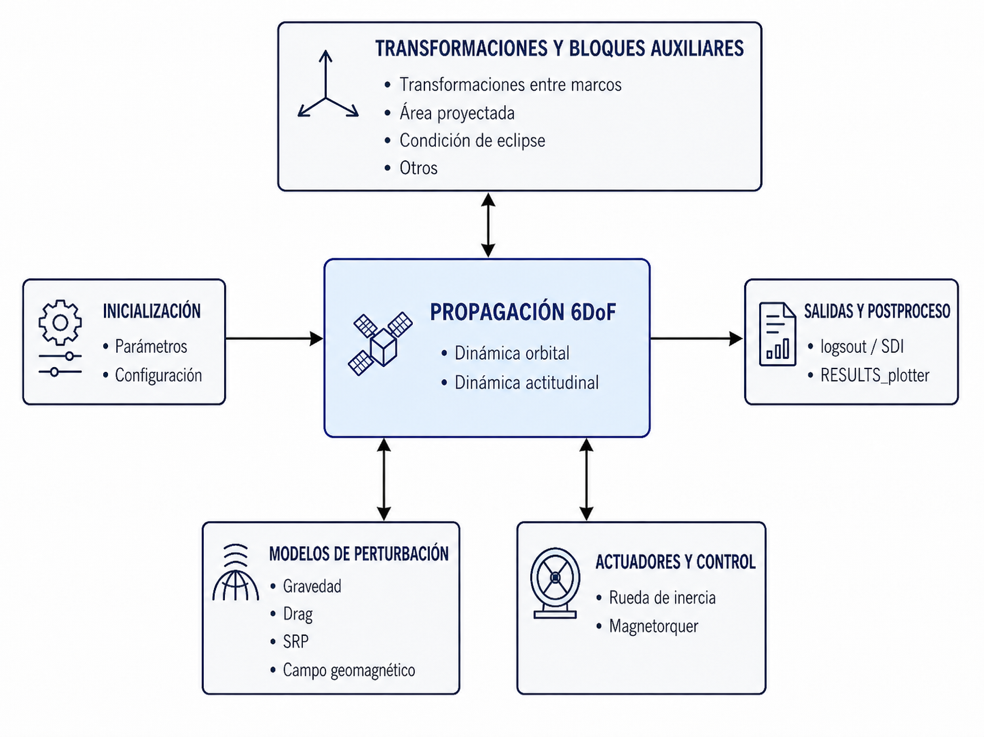 TRANSFORMACIONES Y BLOQUES AUXILIARES
• Transformaciones entre marcos
• Área proyectada
• Condición de eclipse
• Otros
INICIALIZACIÓN
• Parámetros
• Configuración
PROPAGACIÓN 6DoF
• Dinámica orbital
• Dinámica actitudinal
SALIDAS Y POSTPROCESO
• logsout / SDI
• RESULTS_plotter
MODELOS DE PERTURBACIÓN
• Gravedad
• Drag
• SRP
• Campo geomagnético
ACTUADORES Y CONTROL
• Rueda de inercia
• Magnetorquer